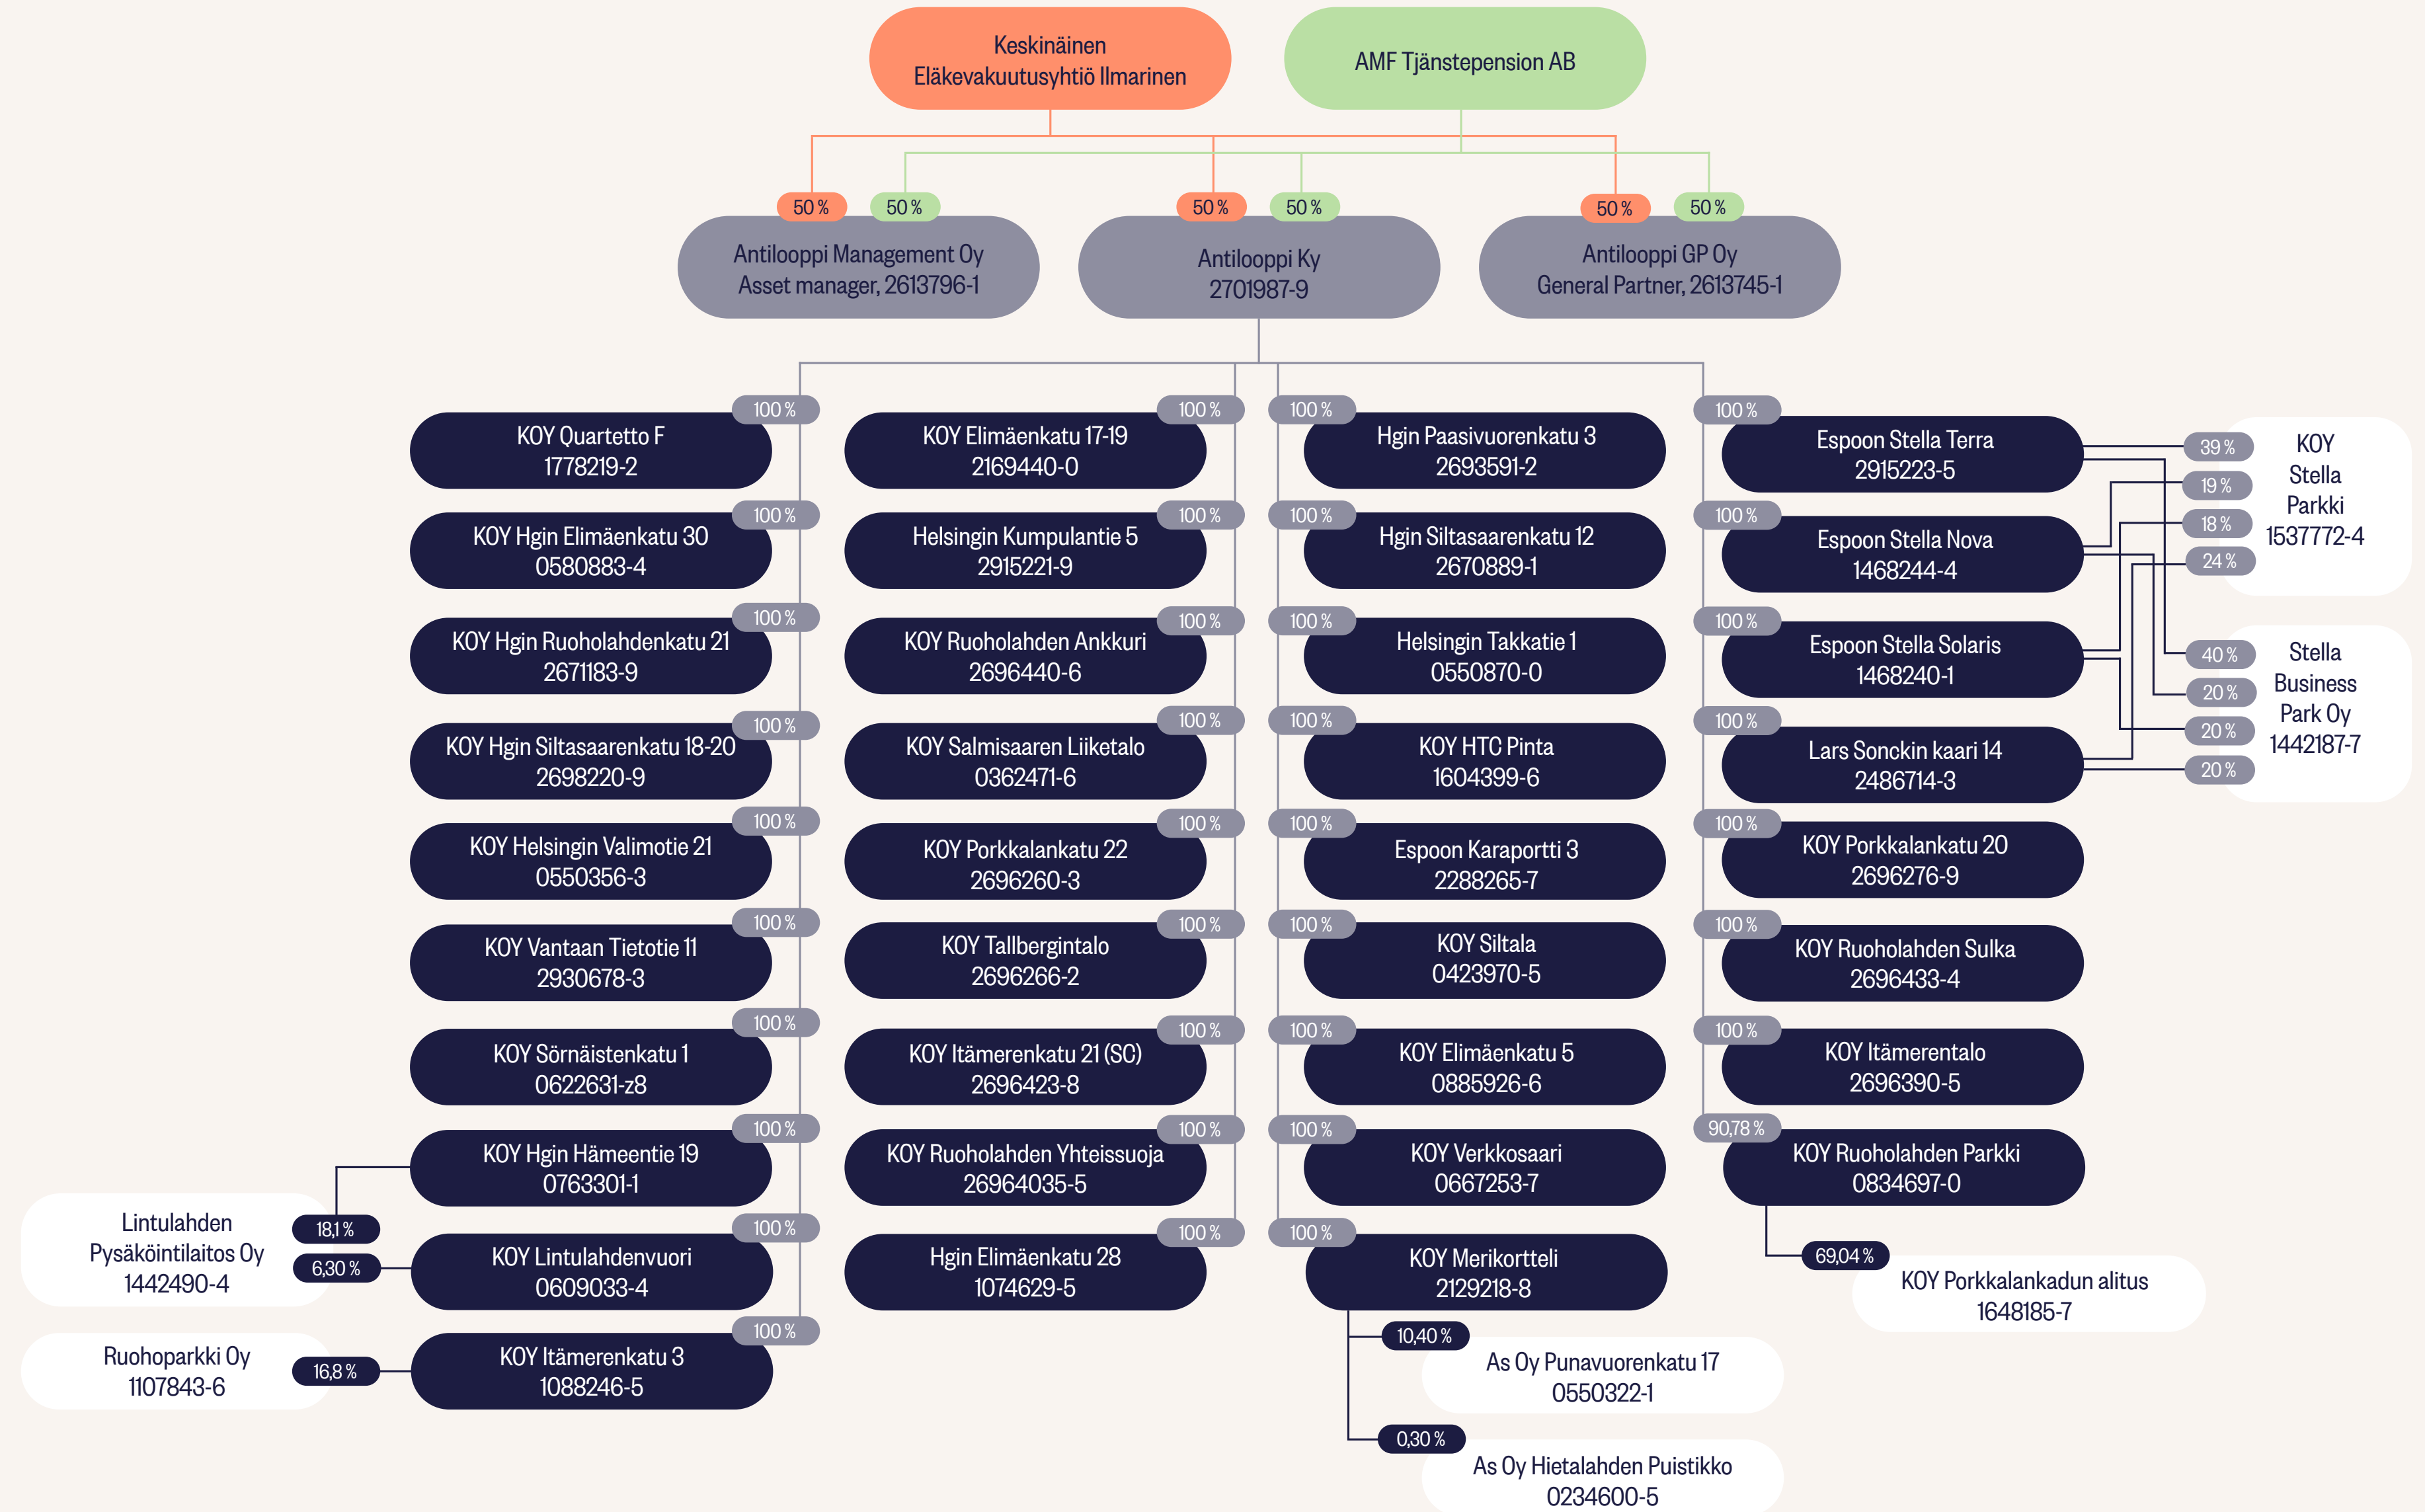 Keskinäinen
Eläkevakuutusyhtiö Ilmarinen
AMF Tjänstepension AB
50 %
50 %
50 %
50 %
50 %
50 %
Antilooppi Management Oy
Asset manager, 2613796-1
Antilooppi Ky
2701987-9
Antilooppi GP Oy
General Partner, 2613745-1
100 %
KOY Quartetto F
1778219-2
100 %
KOY Hgin Elimäenkatu 30
0580883-4
100 %
KOY Hgin Ruoholahdenkatu 21
2671183-9
100 %
KOY Hgin Siltasaarenkatu 18-20
2698220-9
100 %
KOY Helsingin Valimotie 21
0550356-3
100 %
KOY Vantaan Tietotie 11
2930678-3
100 %
KOY Sörnäistenkatu 1
0622631-z8
100 %
KOY Hgin Hämeentie 19
0763301-1
100 %
KOY Lintulahdenvuori
0609033-4
100 %
KOY Itämerenkatu 3
1088246-5
Lintulahden
Pysäköintilaitos Oy
1442490-4
18,1 %
6,30 %
Ruohoparkki Oy
1107843-6
16,8 %
100 %
KOY Elimäenkatu 17-19
2169440-0
100 %
Helsingin Kumpulantie 5
2915221-9
100 %
KOY Ruoholahden Ankkuri
2696440-6
100 %
KOY Salmisaaren Liiketalo
0362471-6
100 %
KOY Porkkalankatu 22
2696260-3
100 %
KOY Tallbergintalo
2696266-2
100 %
KOY Itämerenkatu 21 (SC)
2696423-8
100 %
KOY Ruoholahden Yhteissuoja
26964035-5
100 %
Hgin Elimäenkatu 28
1074629-5
100 %
Hgin Paasivuorenkatu 3
2693591-2
100 %
Hgin Siltasaarenkatu 12
2670889-1
100 %
Helsingin Takkatie 1
0550870-0
100 %
KOY HTC Pinta
1604399-6
100 %
Espoon Karaportti 3
2288265-7
100 %
KOY Siltala
0423970-5
100 %
KOY Elimäenkatu 5
0885926-6
100 %
KOY Verkkosaari
0667253-7
100 %
KOY Merikortteli
2129218-8
10,40 %
As Oy Punavuorenkatu 17
0550322-1
0,30 %
As Oy Hietalahden Puistikko
0234600-5
100 %
Espoon Stella Terra
2915223-5
100 %
Espoon Stella Nova
1468244-4
100 %
Espoon Stella Solaris
1468240-1
100 %
Lars Sonckin kaari 14
2486714-3
100 %
KOY Porkkalankatu 20
2696276-9
100 %
KOY Ruoholahden Sulka
2696433-4
100 %
KOY Itämerentalo
2696390-5
90,78 %
KOY Ruoholahden Parkki
0834697-0
69,04 %
KOY Porkkalankadun alitus
1648185-7
39 %
19 %
18 %
24 %
KOY
Stella
Parkki
1537772-4
40 %
20 %
20 %
20 %
Stella
Business
Park Oy
1442187-7